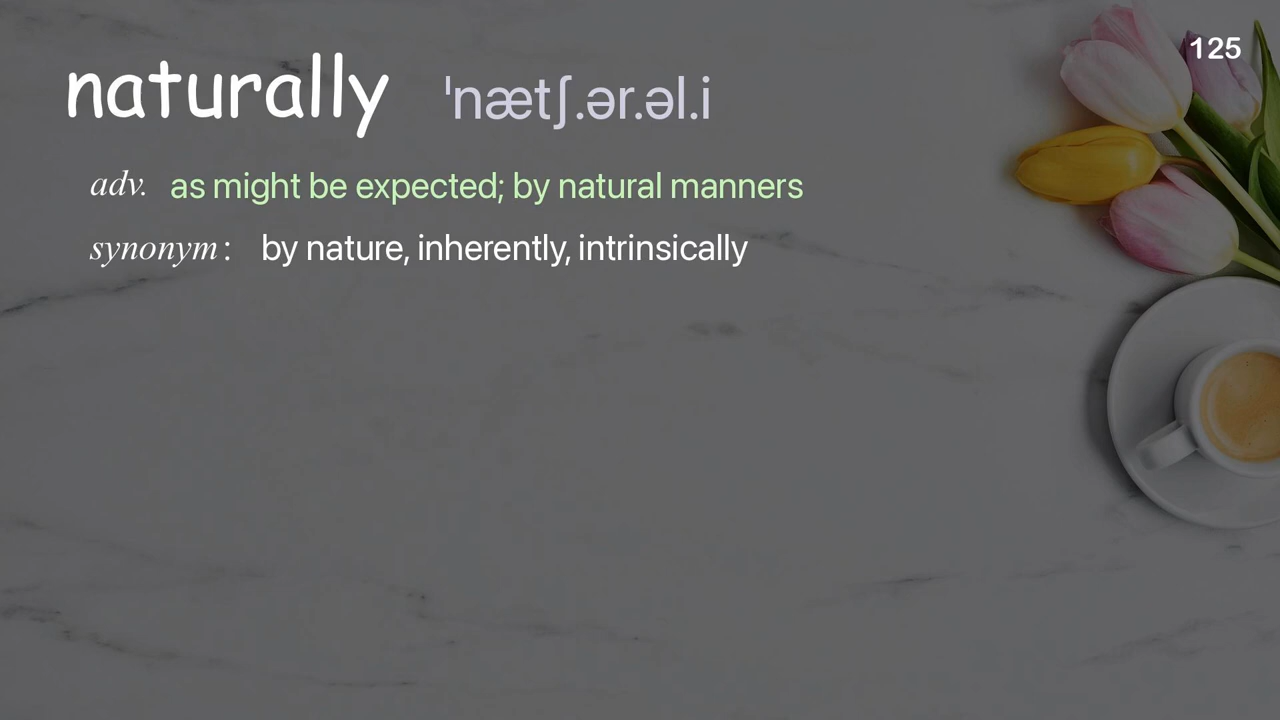 125
naturally ˈnætʃ.ər.əl.i
adv. as might be expected; by natural manners
synonym: by nature, inherently, intrinsically